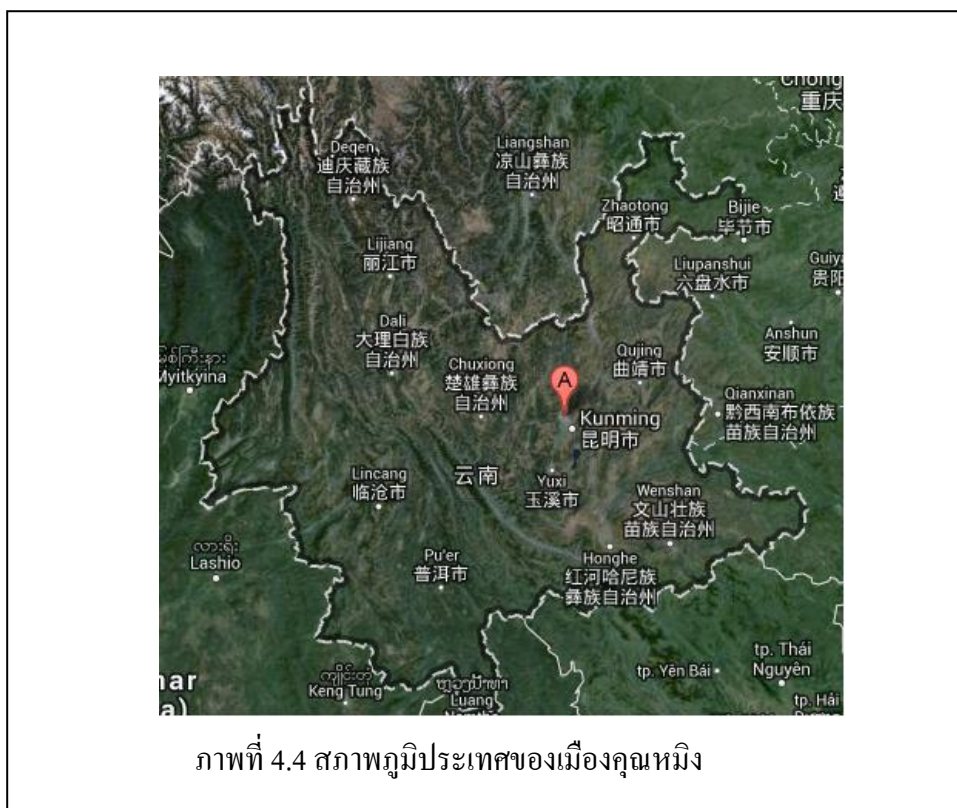 Chong
重庆
Deqen
迪庆藏族
自治州
Liangshan
凉山彝族
自治州
Zhaotong
昭通市
Bijie
毕节市
Lijiang
丽江市
Liupanshui
六盘水市
Guiya
贵阳
Dali
大理白族
自治州
Anshun
安顺市
Chuxiong
楚雄彝族
自治州
Qujing
曲靖市
Myitkyina
A
Qianxinan
黔西南布依族
苗族自治州
Kunming
昆明市
Lincang
临沧市
云南
Yuxi
玉溪市
Wenshan
文山壮族
苗族自治州
လားရှိုး
Lashio
Pu'er
普洱市
Honghe
红河哈尼族
彝族自治州
tp. Thái
Nguyên
tp. Yên Bái
ကျိုင်းတုံ
Keng Tung
nar
a)
Luang
tp. Hải
ภาพที่ 4.4 สภาพภูมิประเทศของเมืองคุณหมิง